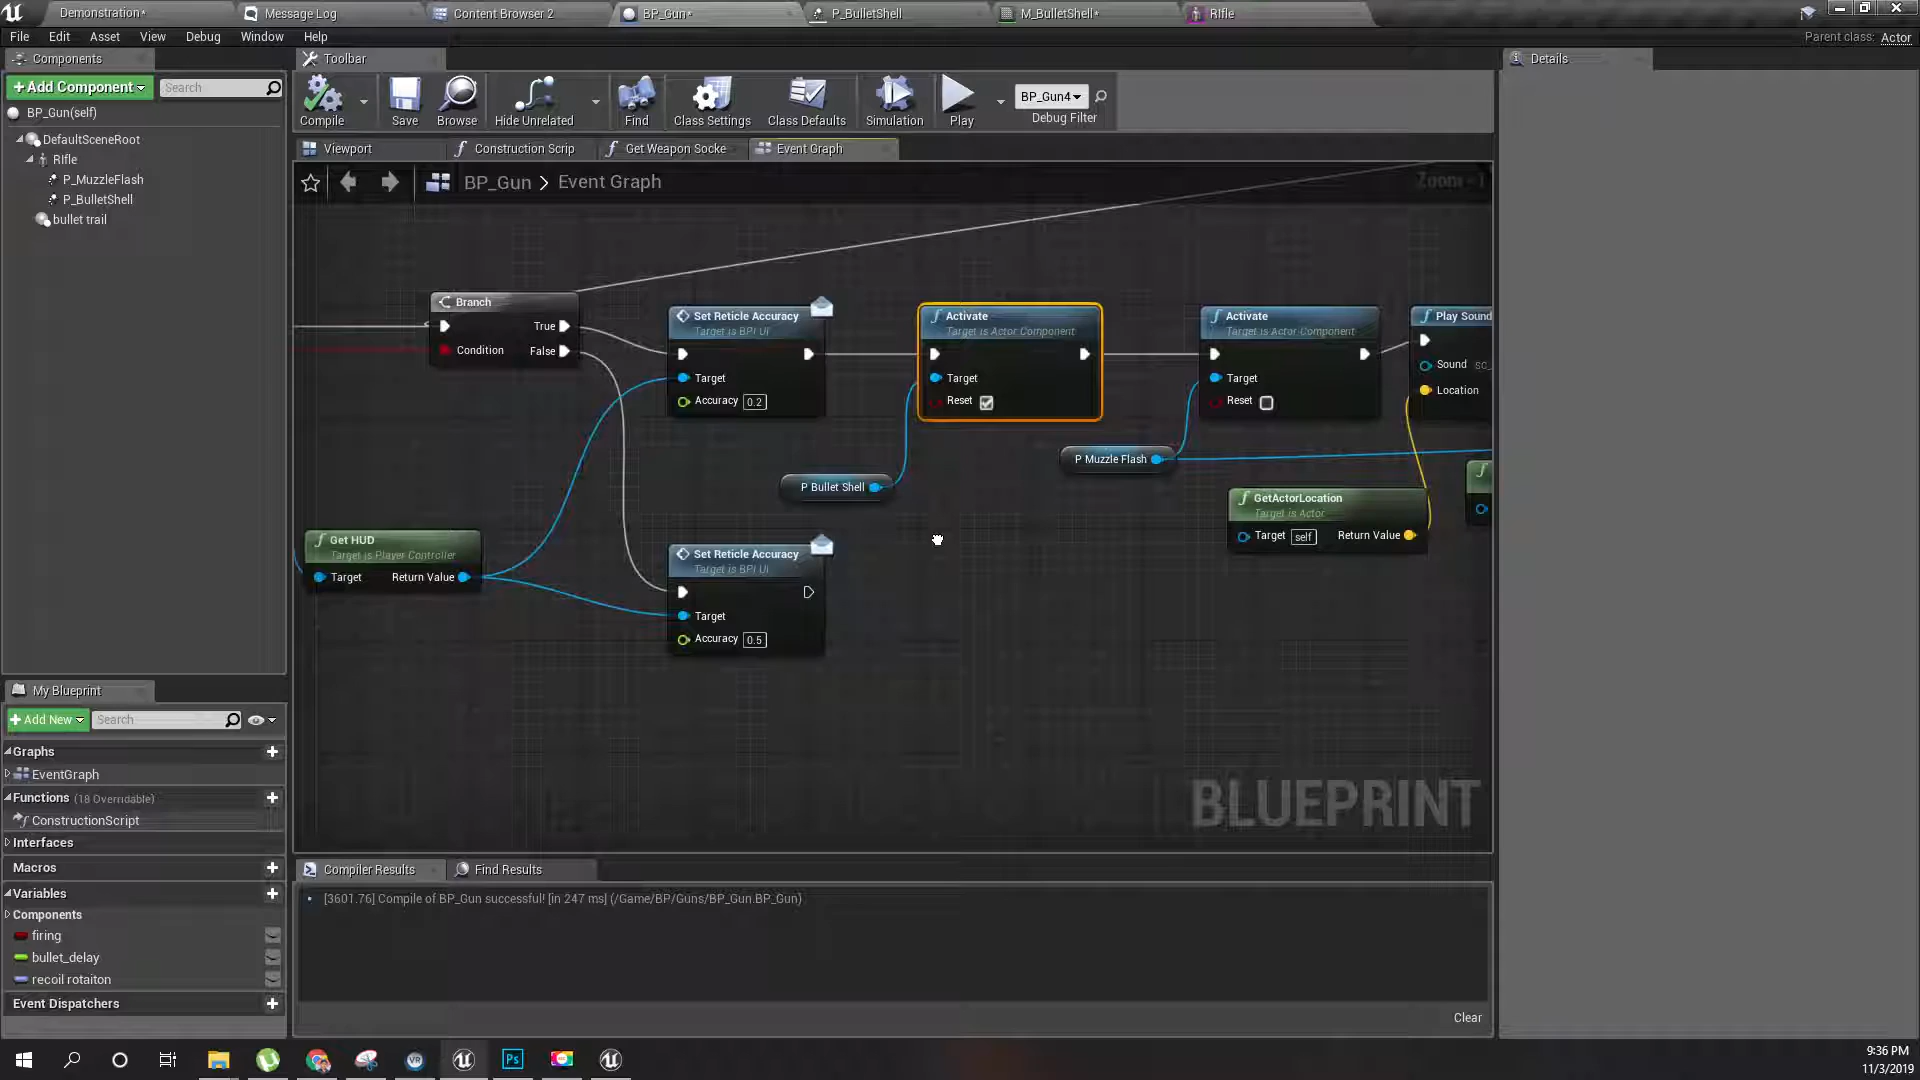 Demonstration*
Message Log
Content Browser 2
BP_Gun*
P_BulletShell
M_BulletShell*
RIfle
File
Edit
Asset
View
Debug
Window
Help
Parent class: Actor
Components
Toolbar
Details
+Add Component
Search
BP_Gun(self)
DefaultSceneRoot
RIfle
P_MuzzleFlash
P_BulletShell
bullet trail
Compile
Save
Browse
Hide Unrelated
Find
Class Settings
Class Defaults
Simulation
Play
BP_Gun4
Debug Filter
Viewport
Construction Scrip
Get Weapon Socke
Event Graph
BP_Gun > Event Graph
Zoom -1
Branch
True
Condition
False
Set Reticle Accuracy
Target is BPI UI
Target
Accuracy 0.2
Activate
Target is Actor Component
Target
Reset
Activate
Target is Actor Component
Target
Reset
Play Sound
Sound SC_
Location
P Bullet Shell
P Muzzle Flash
GetActorLocation
Target is Actor
Target self
Return Value
Get HUD
Target is Player Controller
Target
Return Value
Set Reticle Accuracy
Target is BPI UI
Target
Accuracy 0.5
BLUEPRINT
My Blueprint
+Add New
Search
Graphs
EventGraph
Functions (18 Overridable)
ConstructionScript
Interfaces
Macros
Variables
Components
firing
bullet_delay
recoil rotaiton
Event Dispatchers
Compiler Results
Find Results
[3601.76] Compile of BP_Gun successful! [in 247 ms] (/Game/BP/Guns/BP_Gun.BP_Gun)
Clear
Ps
9:36 PM
11/3/2019